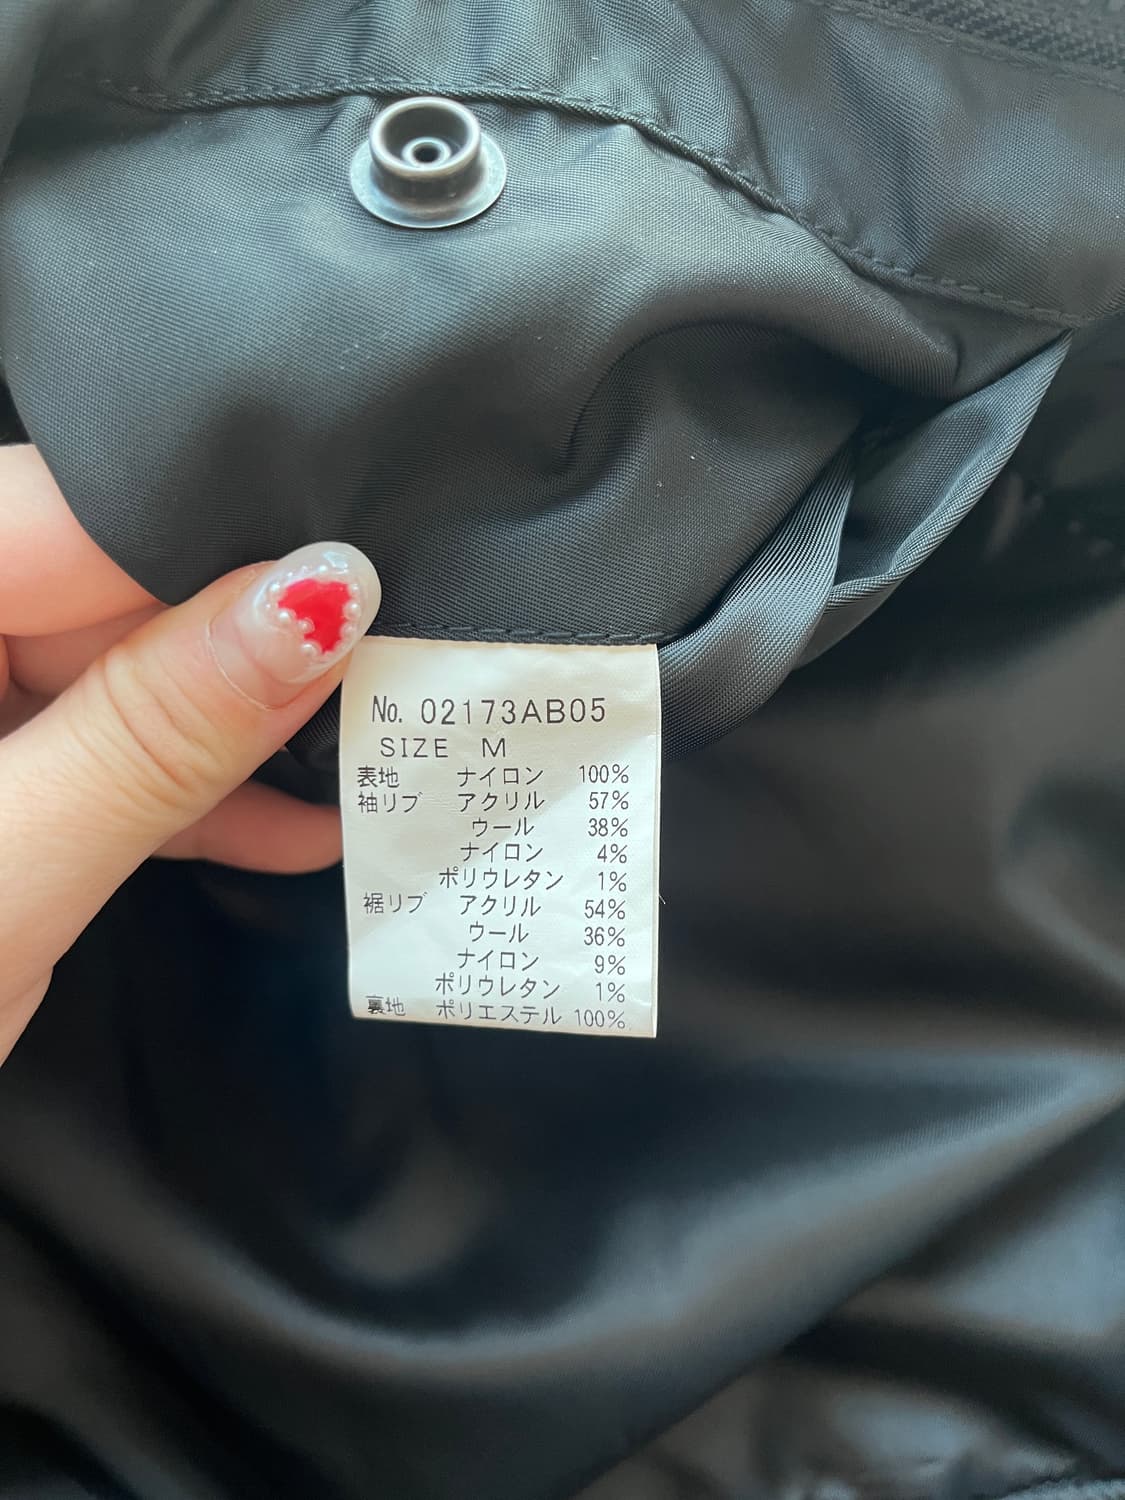 No. 02173AB05
SIZE M
表地 ナイロン 100%
袖リブ アクリル 57%
ウール 38%
ナイロン 4%
ポリウレタン 1%
裾リブ アクリル 54%
ウール 36%
ナイロン 9%
ポリウレタン 1%
裏地 ポリエステル 100%